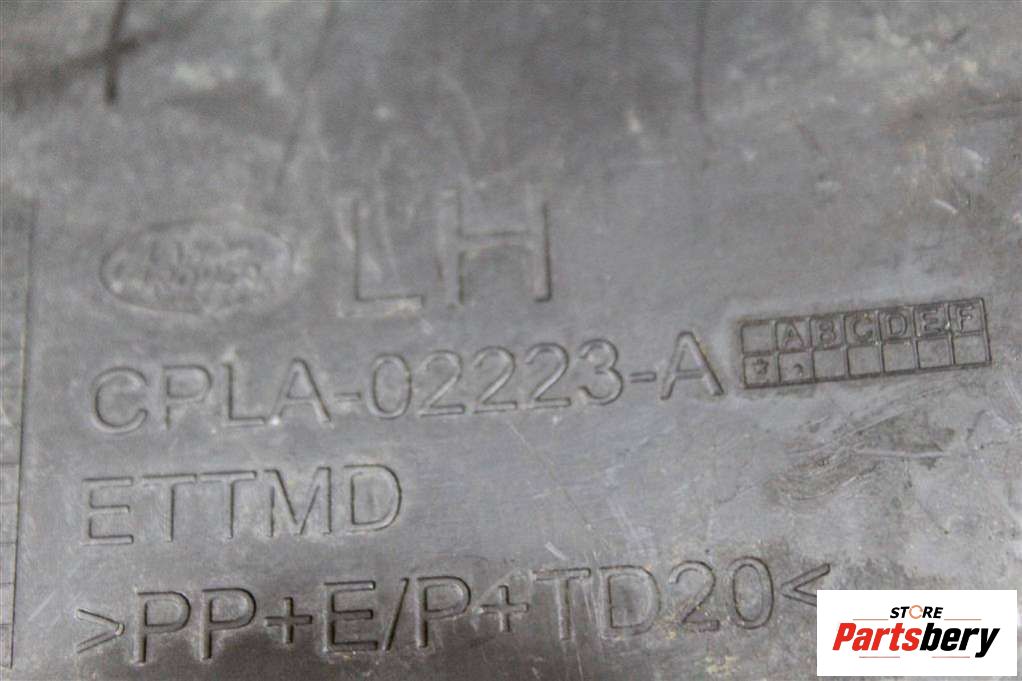 LH
ABCDEF
CPLA-02223-A
ETTMD
>PP+E/P+TD20<
STORE
Partsbery